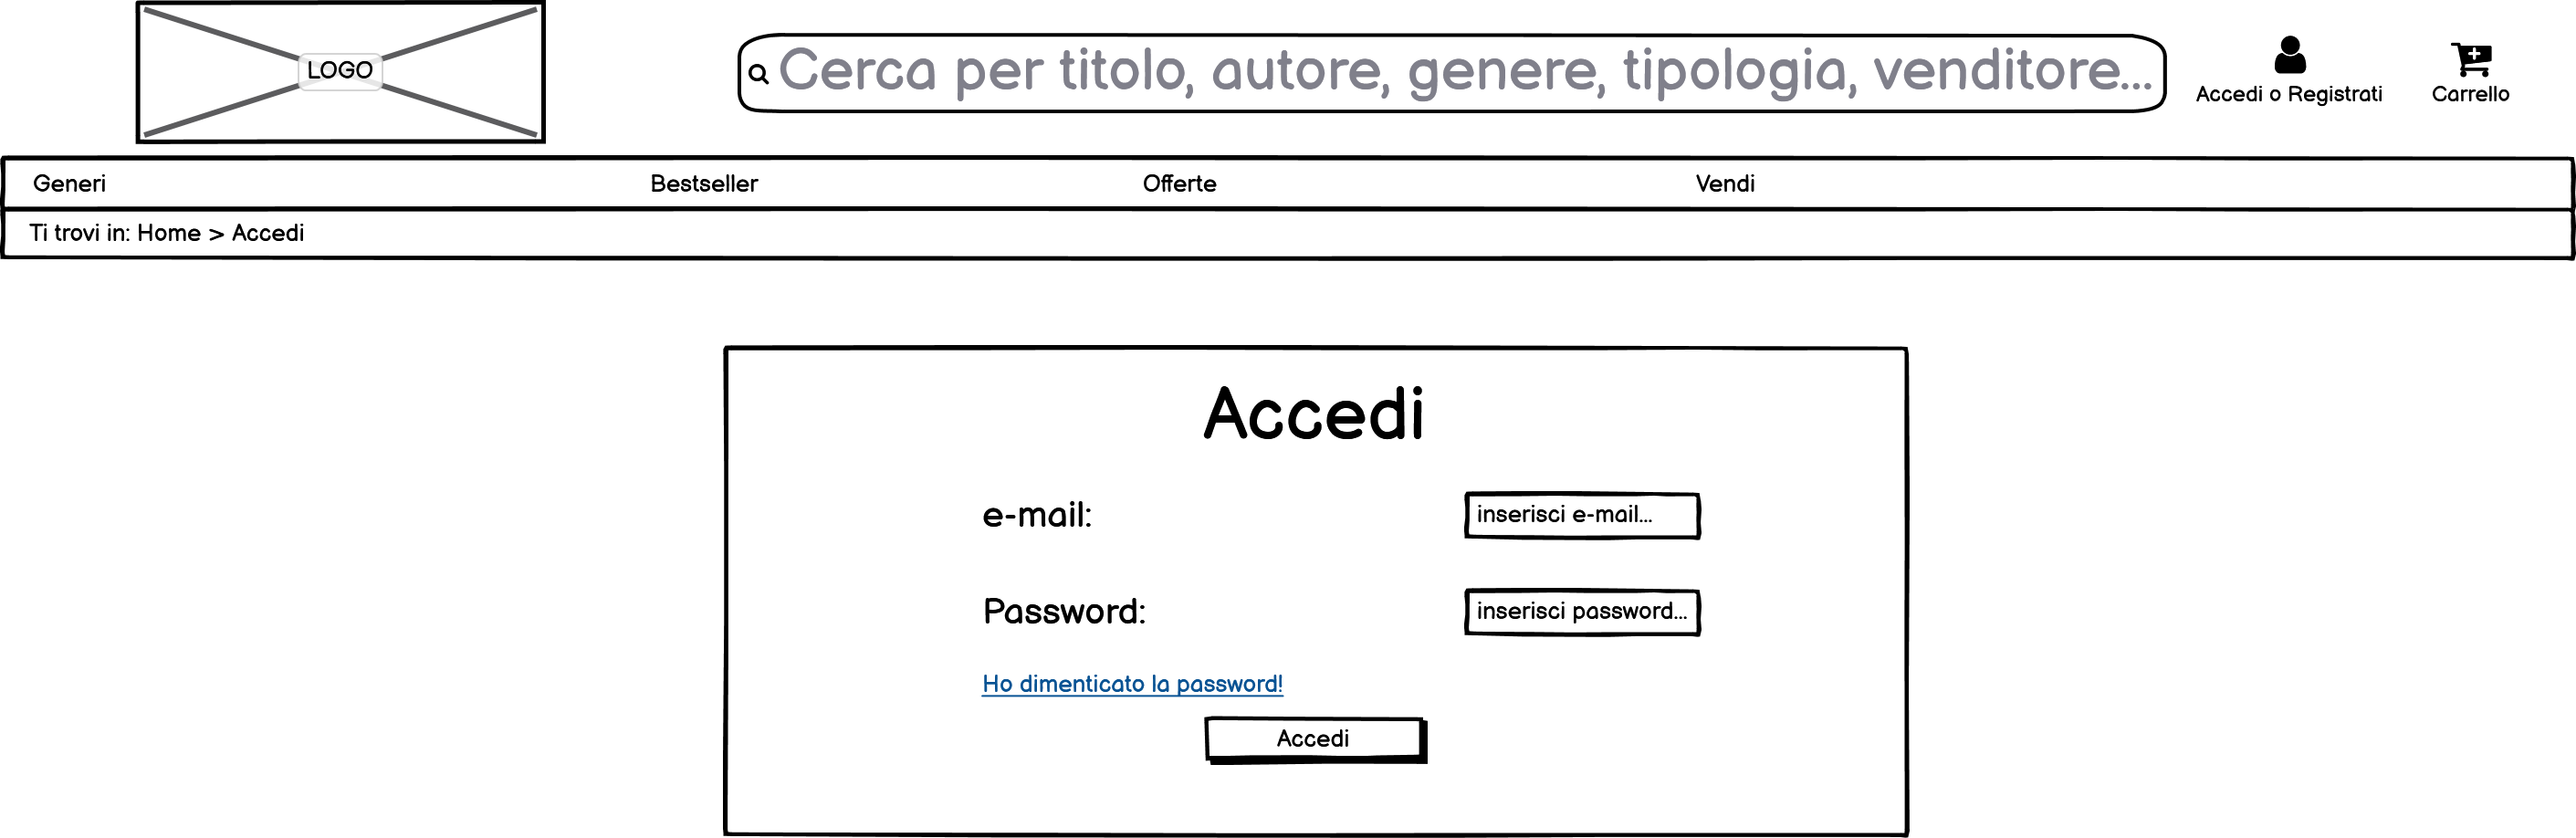 LOGO
Cerca per titolo, autore, genere, tipologia, venditore...
Accedi o Registrati
Carrello
Generi
Bestseller
Offerte
Vendi
Ti trovi in: Home > Accedi
Accedi
e-mail:
inserisci e-mail...
Password:
inserisci password...
Ho dimenticato la password!
Accedi